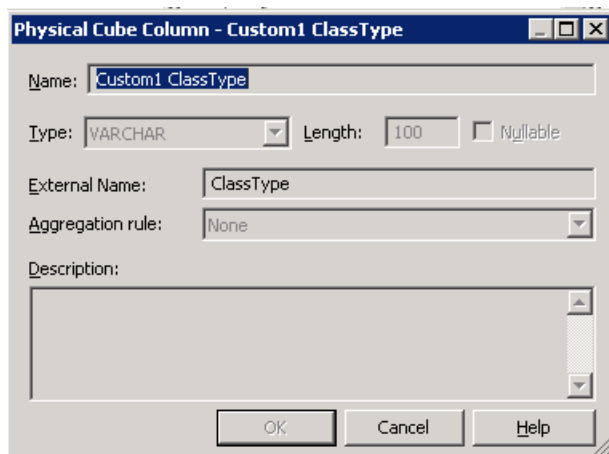 Physical Cube Column - Custom1 ClassType
Name: Custom1 ClassType
Type: VARCHAR Length: 100 Nullable
External Name: ClassType
Aggregation rule: None
Description:
OK Cancel Help